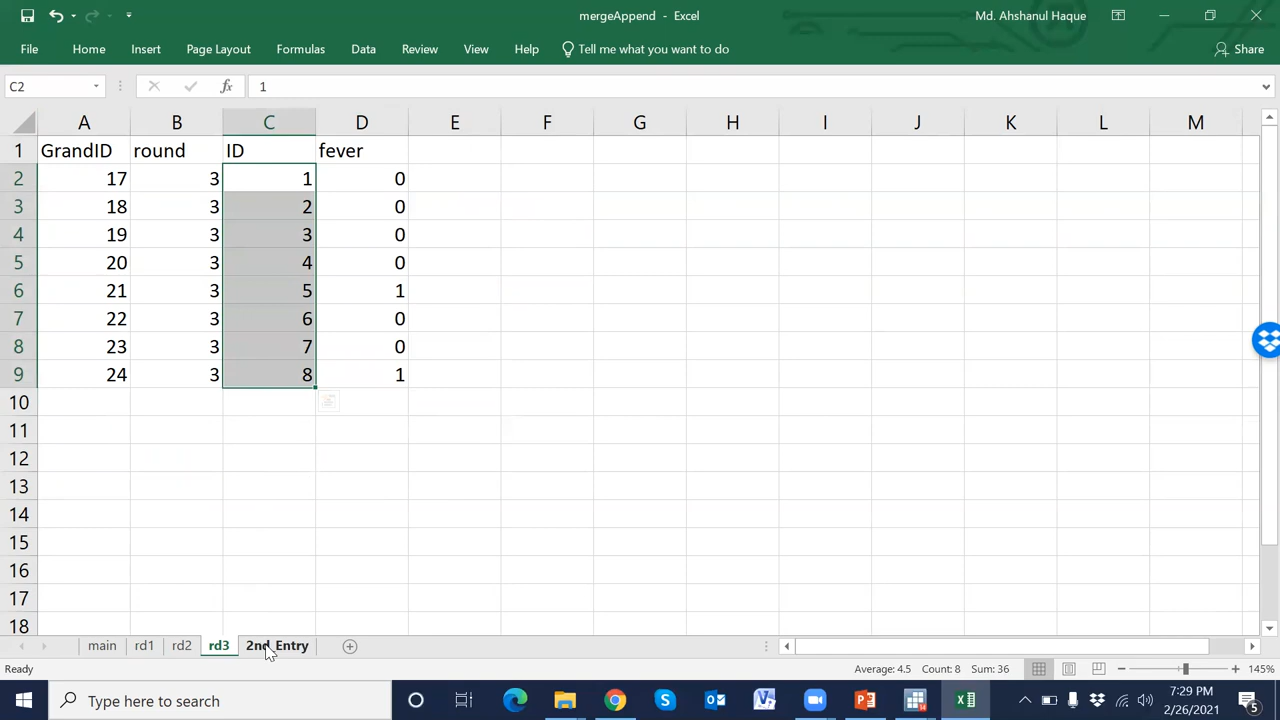 mergeAppend - Excel
Md. Ahshanul Haque
File Home Insert Page Layout Formulas Data Review View Help Tell me what you want to do Share
C2 fx 1
A B C D E F G H I J K L M
1 GrandID round ID fever
2 17 3 1 0
3 18 3 2 0
4 19 3 3 0
5 20 3 4 0
6 21 3 5 1
7 22 3 6 0
8 23 3 7 0
9 24 3 8 1
10
11
12
13
14
15
16
17
18
main rd1 rd2 rd3 2nd_Entry
Ready Average: 4.5 Count: 8 Sum: 36 145%
Type here to search 7:29 PM
2/26/2021 5